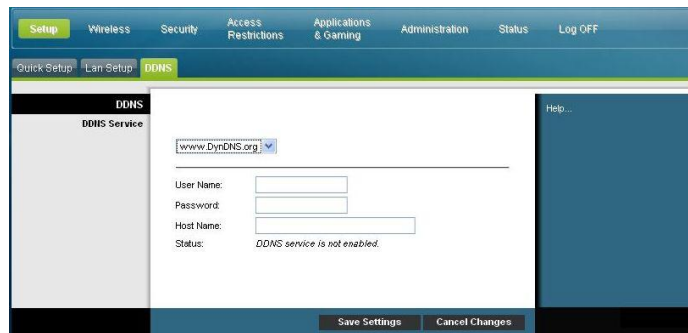 Setup Wireless Security Access Restrictions Applications & Gaming Administration Status Log OFF
Quick Setup Lan Setup DDNS
DDNS
Help...
DDNS Service
www.DynDNS.org
User Name:
Password:
Host Name:
Status: DDNS service is not enabled.
Save Settings Cancel Changes